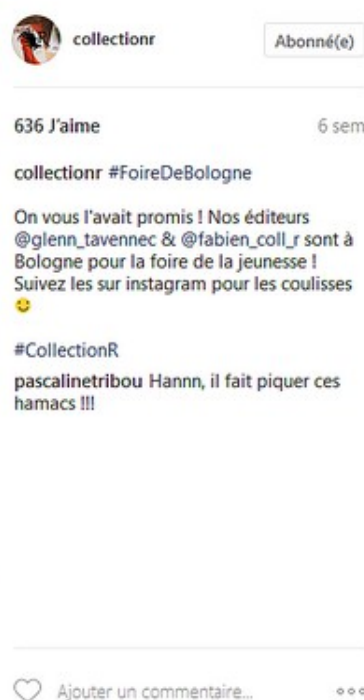 collectionr
Abonné(e)
636 J'aime
6 sem
collectionr #FoireDeBologne
On vous l'avait promis ! Nos éditeurs
@glenn_tavennec & @fabien_coll_r sont à
Bologne pour la foire de la jeunesse !
Suivez les sur instagram pour les coulisses
#CollectionR
pascalinetribou Hannn, il fait piquer ces
hamacs !!!
Ajouter un commentaire...